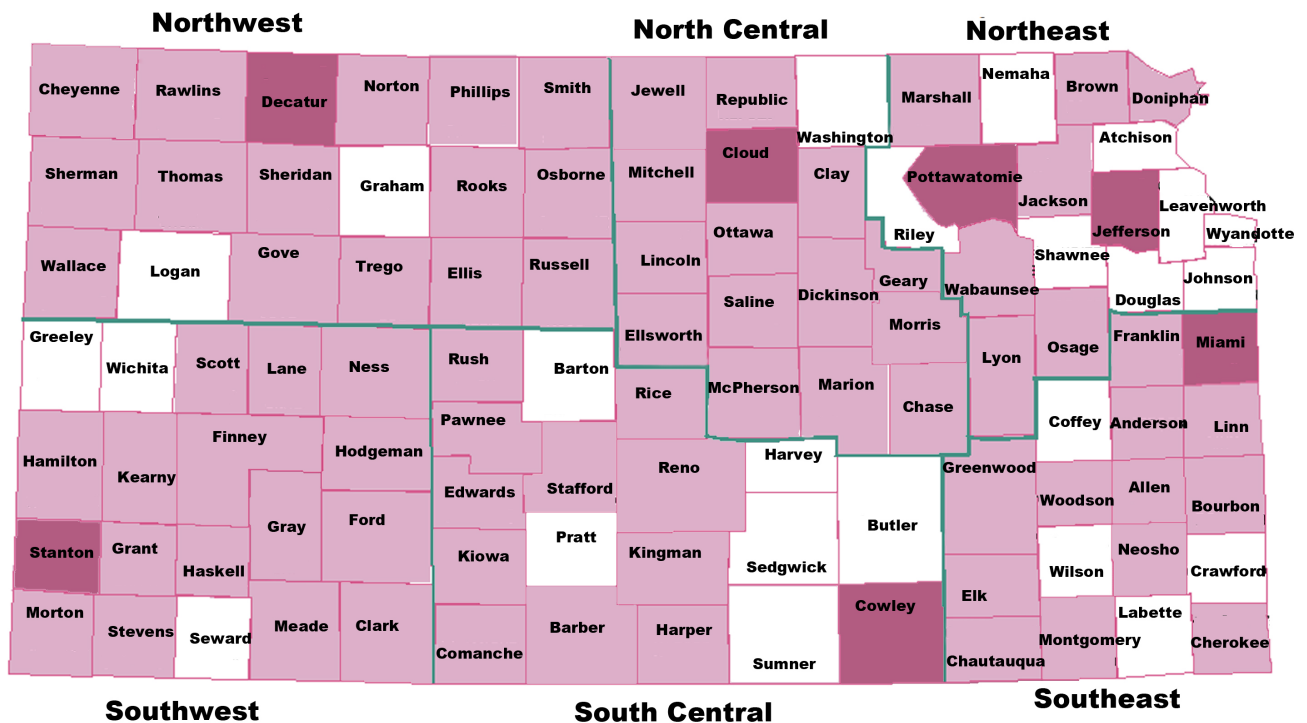 Northwest
North Central
Northeast
Cheyenne
Rawlins
Decatur
Norton
Phillips
Smith
Jewell
Republic
Washington
Marshall
Nemaha
Brown
Doniphan
Atchison
Sherman
Thomas
Sheridan
Graham
Rooks
Osborne
Mitchell
Cloud
Clay
Pottawatomie
Jackson
Jefferson
Leavenworth
Wyandotte
Riley
Shawnee
Wallace
Logan
Gove
Trego
Ellis
Russell
Lincoln
Ottawa
Saline
Dickinson
Geary
Wabaunsee
Douglas
Johnson
Ellsworth
Morris
Greeley
Wichita
Scott
Lane
Ness
Rush
Barton
Rice
McPherson
Marion
Chase
Lyon
Osage
Franklin
Miami
Hamilton
Kearny
Finney
Hodgeman
Pawnee
Edwards
Stafford
Reno
Harvey
Butler
Greenwood
Coffey
Anderson
Linn
Woodson
Allen
Bourbon
Stanton
Grant
Haskell
Gray
Ford
Kiowa
Pratt
Kingman
Sedgwick
Elk
Wilson
Neosho
Crawford
Morton
Stevens
Seward
Meade
Clark
Comanche
Barber
Harper
Sumner
Cowley
Chautauqua
Montgomery
Labette
Cherokee
Southwest
South Central
Southeast